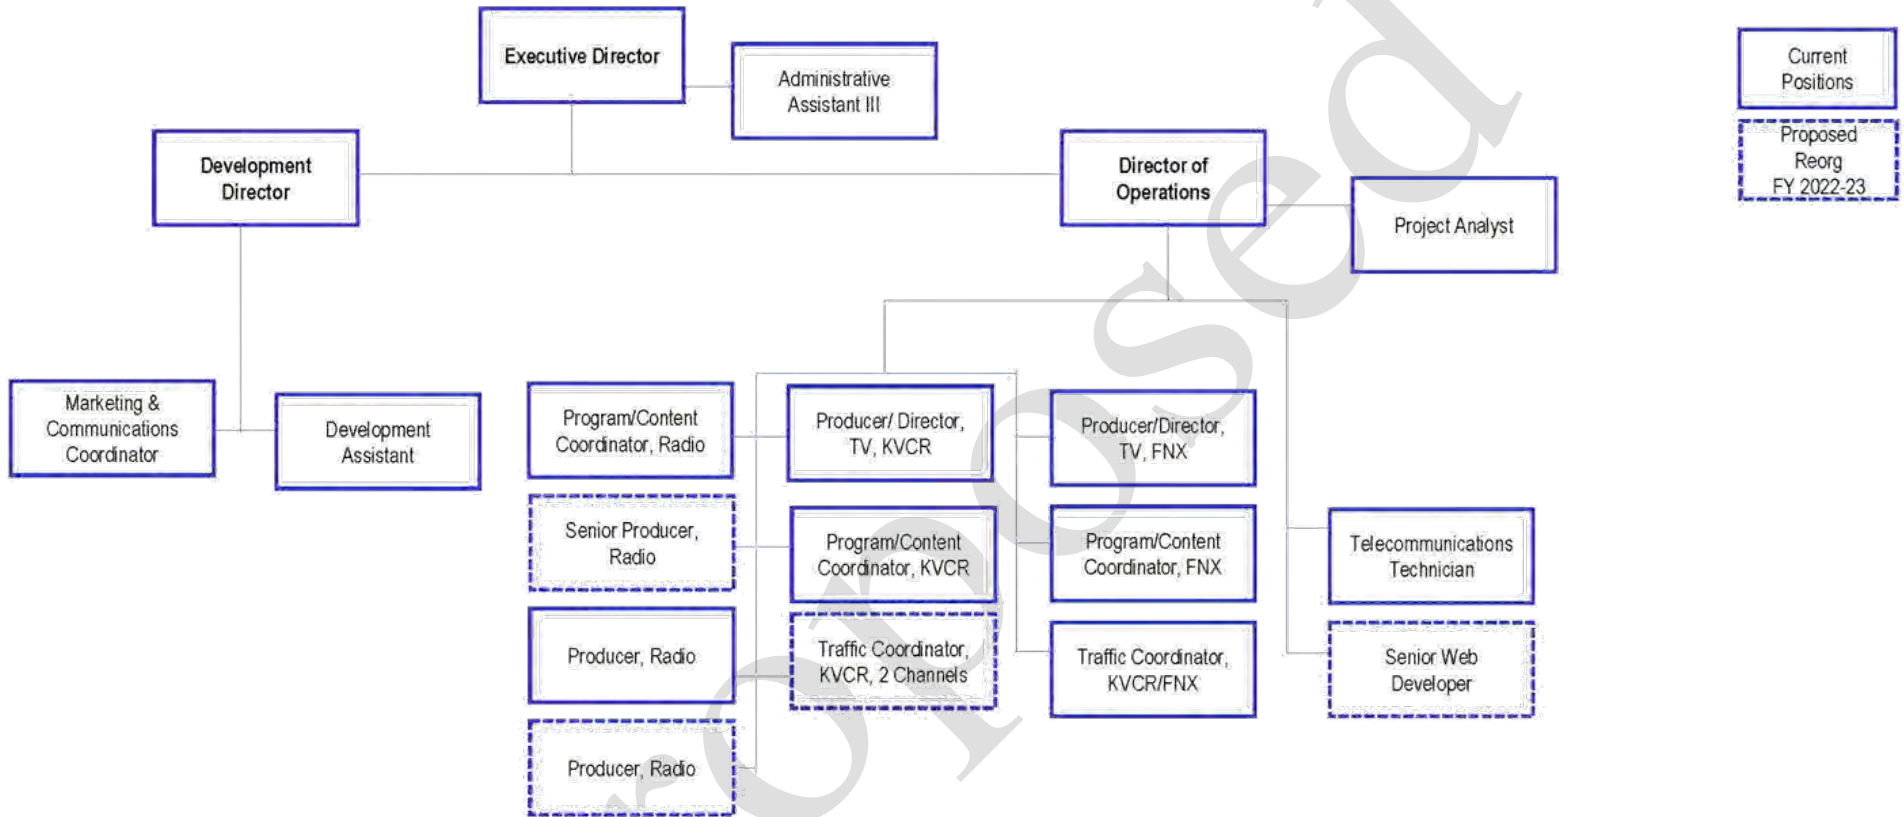 Executive Director
Administrative
Assistant III
Current
Positions
Proposed
Reorg
FY 2022-23
Development
Director
Director of
Operations
Project Analyst
Marketing &
Communications
Coordinator
Development
Assistant
Program/Content
Coordinator, Radio
Producer/ Director,
TV, KVCR
Producer/Director,
TV, FNX
Senior Producer,
Radio
Program/Content
Coordinator, KVCR
Program/Content
Coordinator, FNX
Telecommunications
Technician
Producer, Radio
Traffic Coordinator,
KVCR, 2 Channels
Traffic Coordinator,
KVCR/FNX
Senior Web
Developer
Producer, Radio
roposed